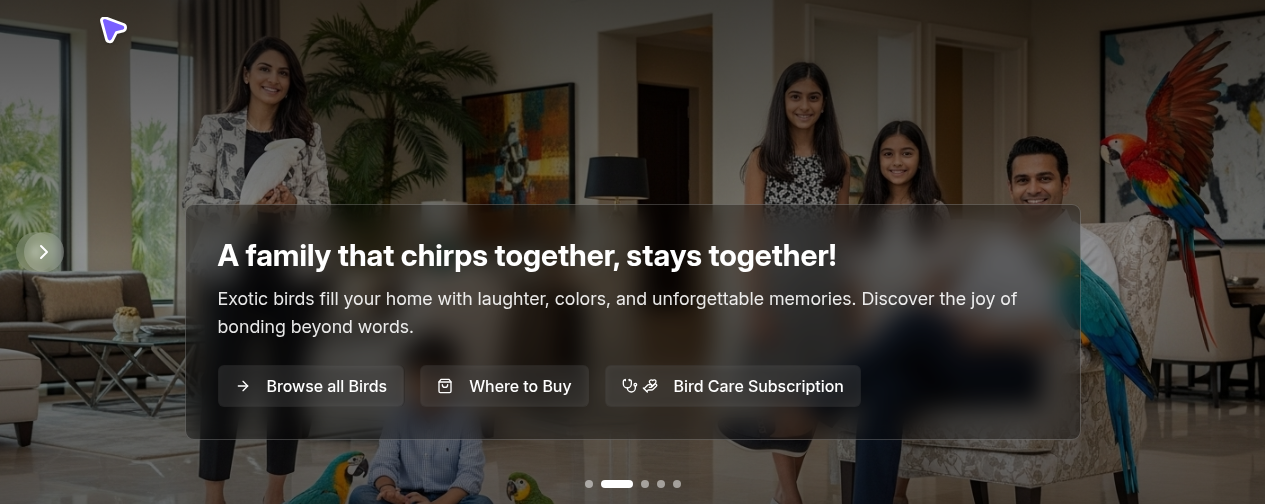 A family that chirps together, stays together!
Exotic birds fill your home with laughter, colors, and unforgettable memories. Discover the joy of
bonding beyond words.
Browse all Birds
Where to Buy
Bird Care Subscription